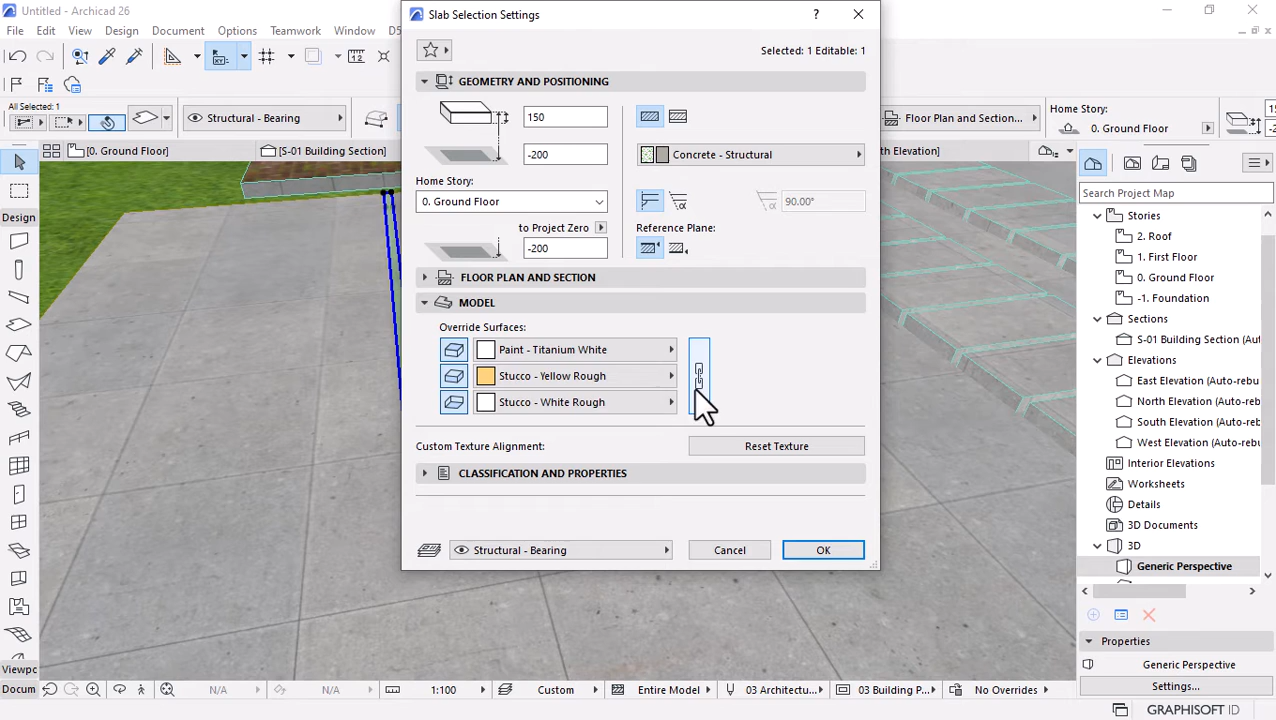 Untitled - Archicad 26
File Edit View Design Document Options Teamwork Window D5
Slab Selection Settings
?
Selected: 1 Editable: 1
GEOMETRY AND POSITIONING
150
-200
Concrete - Structural
Home Story:
0. Ground Floor
90.00°
to Project Zero
-200
Reference Plane:
FLOOR PLAN AND SECTION
MODEL
Override Surfaces:
Paint - Titanium White
Stucco - Yellow Rough
Stucco - White Rough
Custom Texture Alignment:
Reset Texture
CLASSIFICATION AND PROPERTIES
Structural - Bearing
Cancel
OK
All Selected: 1
Structural - Bearing
Floor Plan and Section...
Home Story:
0. Ground Floor
[0. Ground Floor]
[S-01 Building Section]
Elevation]
Design
Viewpc
Docum
Search Project Map
Stories
2. Roof
1. First Floor
0. Ground Floor
-1. Foundation
Sections
S-01 Building Section (Aut
Elevations
East Elevation (Auto-rebu
North Elevation (Auto-reb
South Elevation (Auto-reb
West Elevation (Auto-rebu
Interior Elevations
Worksheets
Details
3D Documents
3D
Generic Perspective
Properties
Generic Perspective
Settings...
N/A
N/A
1:100
Custom
Entire Model
03 Architectu...
03 Building P...
No Overrides
GRAPHISOFT ID